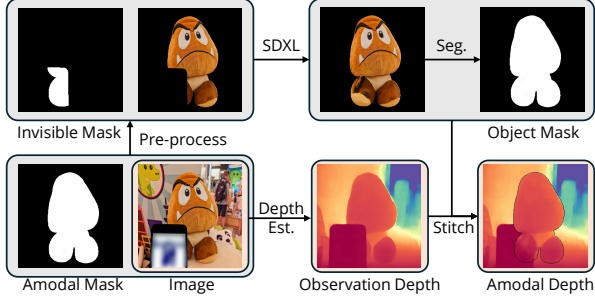 SDXL
Seg.
Invisible Mask
Pre-process
Object Mask
Depth
Est.
Stitch
Amodal Mask
Image
Observation Depth
Amodal Depth